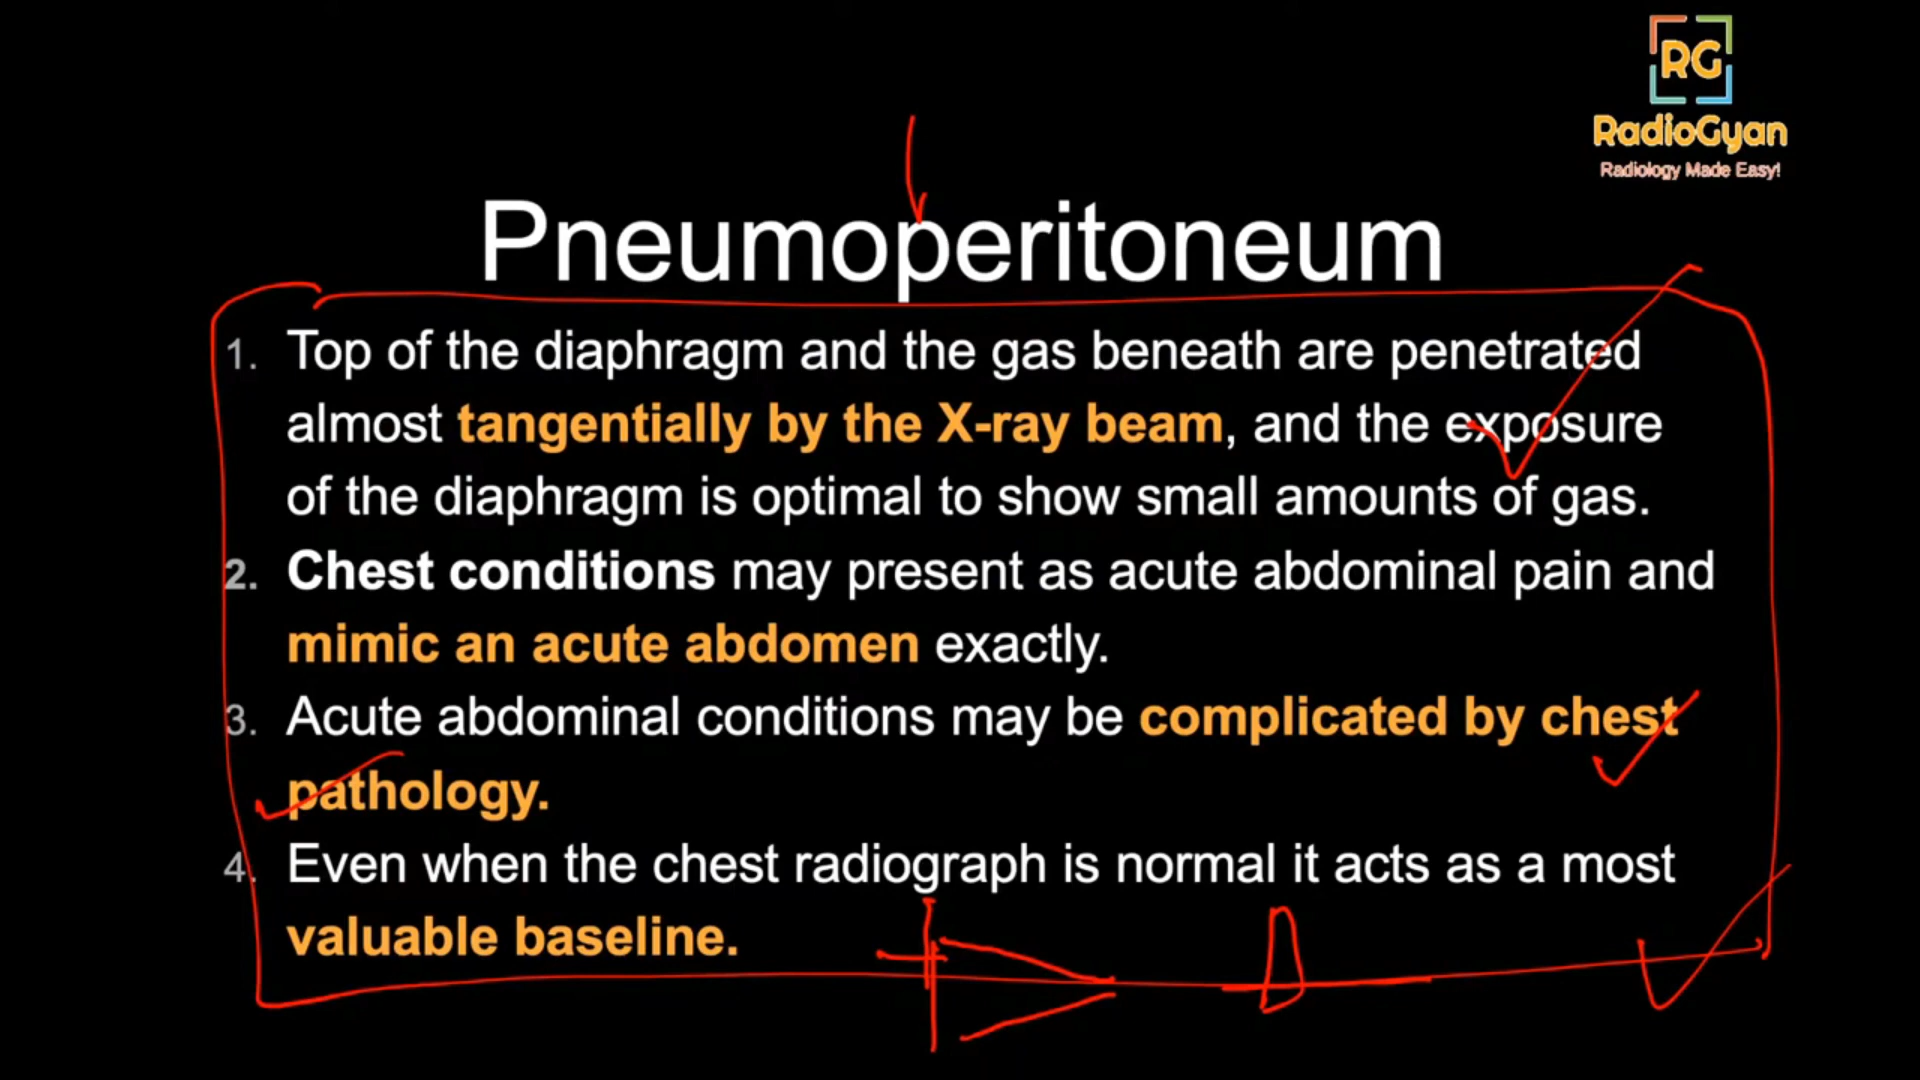 RG
RadioGyan
Radiology Made Easy!
Pneumoperitoneum
1. Top of the diaphragm and the gas beneath are penetrated
almost tangentially by the X-ray beam, and the exposure
of the diaphragm is optimal to show small amounts of gas.
2. Chest conditions may present as acute abdominal pain and
mimic an acute abdomen exactly.
3. Acute abdominal conditions may be complicated by chest
pathology.
4. Even when the chest radiograph is normal it acts as a most
valuable baseline.